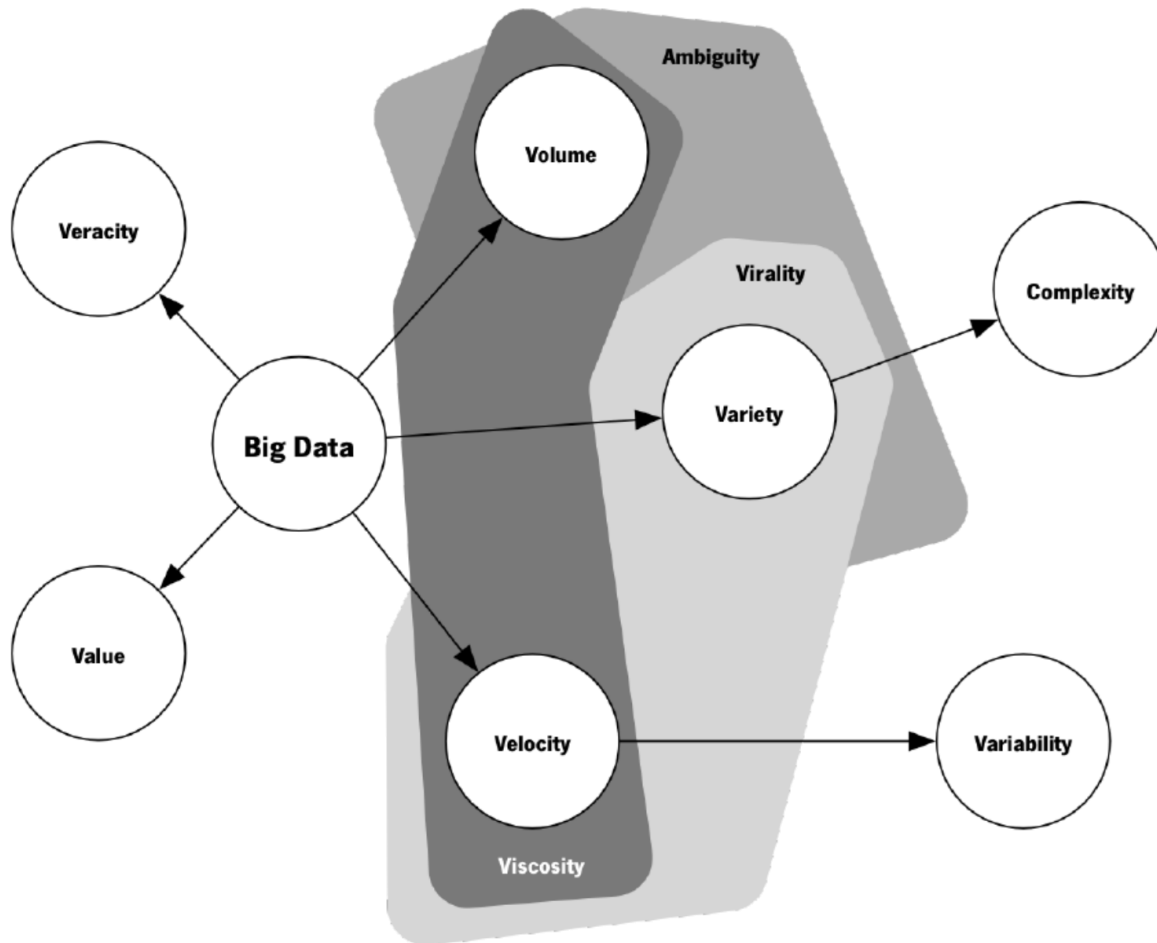 Ambiguity
Volume
Veracity
Virality
Complexity
Variety
Big Data
Value
Velocity
Variability
Viscosity